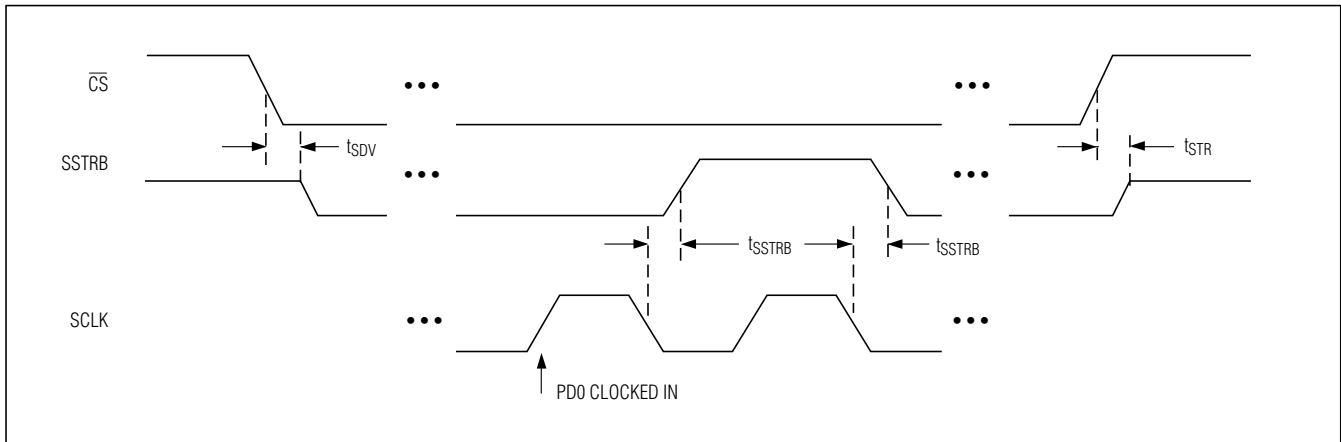 CS
tSDV
SSTRB
tSTR
tSSTRB
tSSTRB
SCLK
PD0 CLOCKED IN